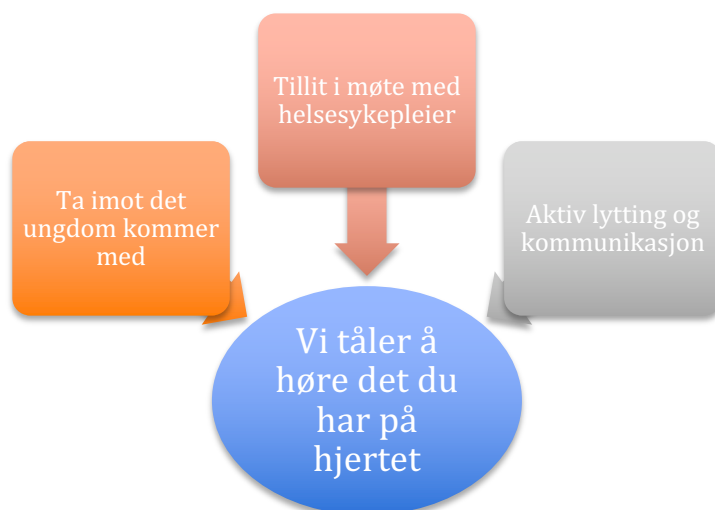 Tillit i møte med
helsesykepleier
Ta imot det
ungdom kommer
med
Aktiv lytting og
kommunikasjon
Vi tåler å
høre det du
har på
hjertet